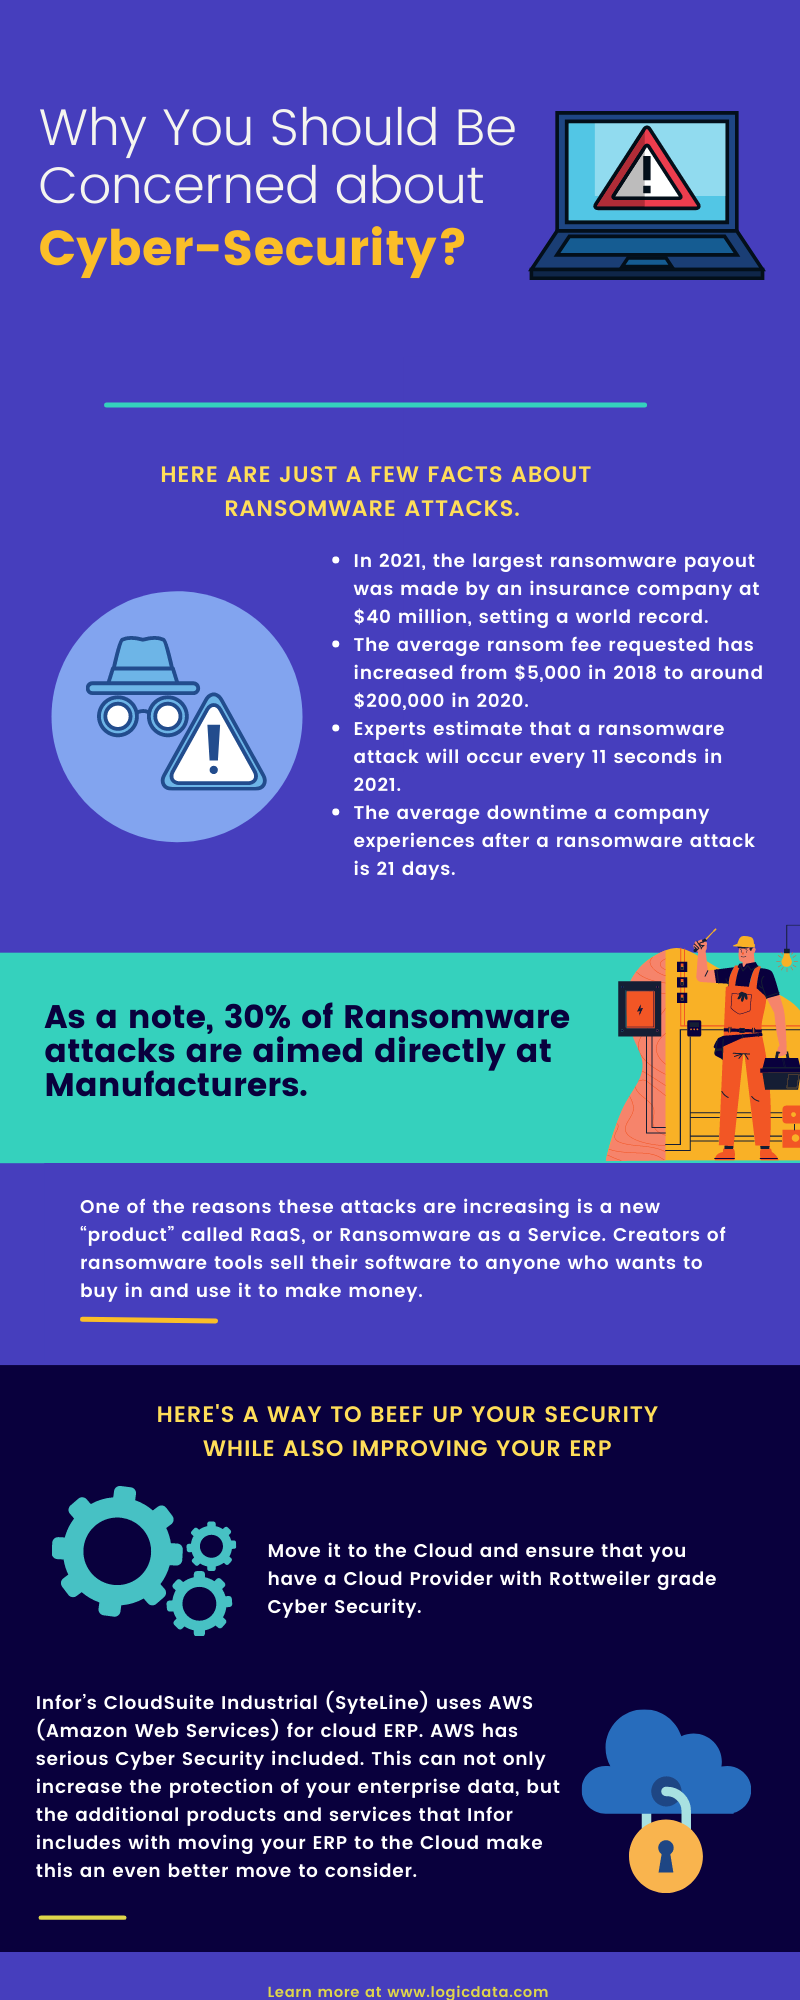 Why You Should Be
Concerned about
Cyber-Security?
HERE ARE JUST A FEW FACTS ABOUT
RANSOMWARE ATTACKS.
• In 2021, the largest ransomware payout
was made by an insurance company at
$40 million, setting a world record.
• The average ransom fee requested has
increased from $5,000 in 2018 to around
$200,000 in 2020.
• Experts estimate that a ransomware
attack will occur every 11 seconds in
2021.
• The average downtime a company
experiences after a ransomware attack
is 21 days.
As a note, 30% of Ransomware
attacks are aimed directly at
Manufacturers.
One of the reasons these attacks are increasing is a new
“product” called RaaS, or Ransomware as a Service. Creators of
ransomware tools sell their software to anyone who wants to
buy in and use it to make money.
HERE'S A WAY TO BEEF UP YOUR SECURITY
WHILE ALSO IMPROVING YOUR ERP
Move it to the Cloud and ensure that you
have a Cloud Provider with Rottweiler grade
Cyber Security.
Infor’s CloudSuite Industrial (SyteLine) uses AWS
(Amazon Web Services) for cloud ERP. AWS has
serious Cyber Security included. This can not only
increase the protection of your enterprise data, but
the additional products and services that Infor
includes with moving your ERP to the Cloud make
this an even better move to consider.
Learn more at www.logicdata.com